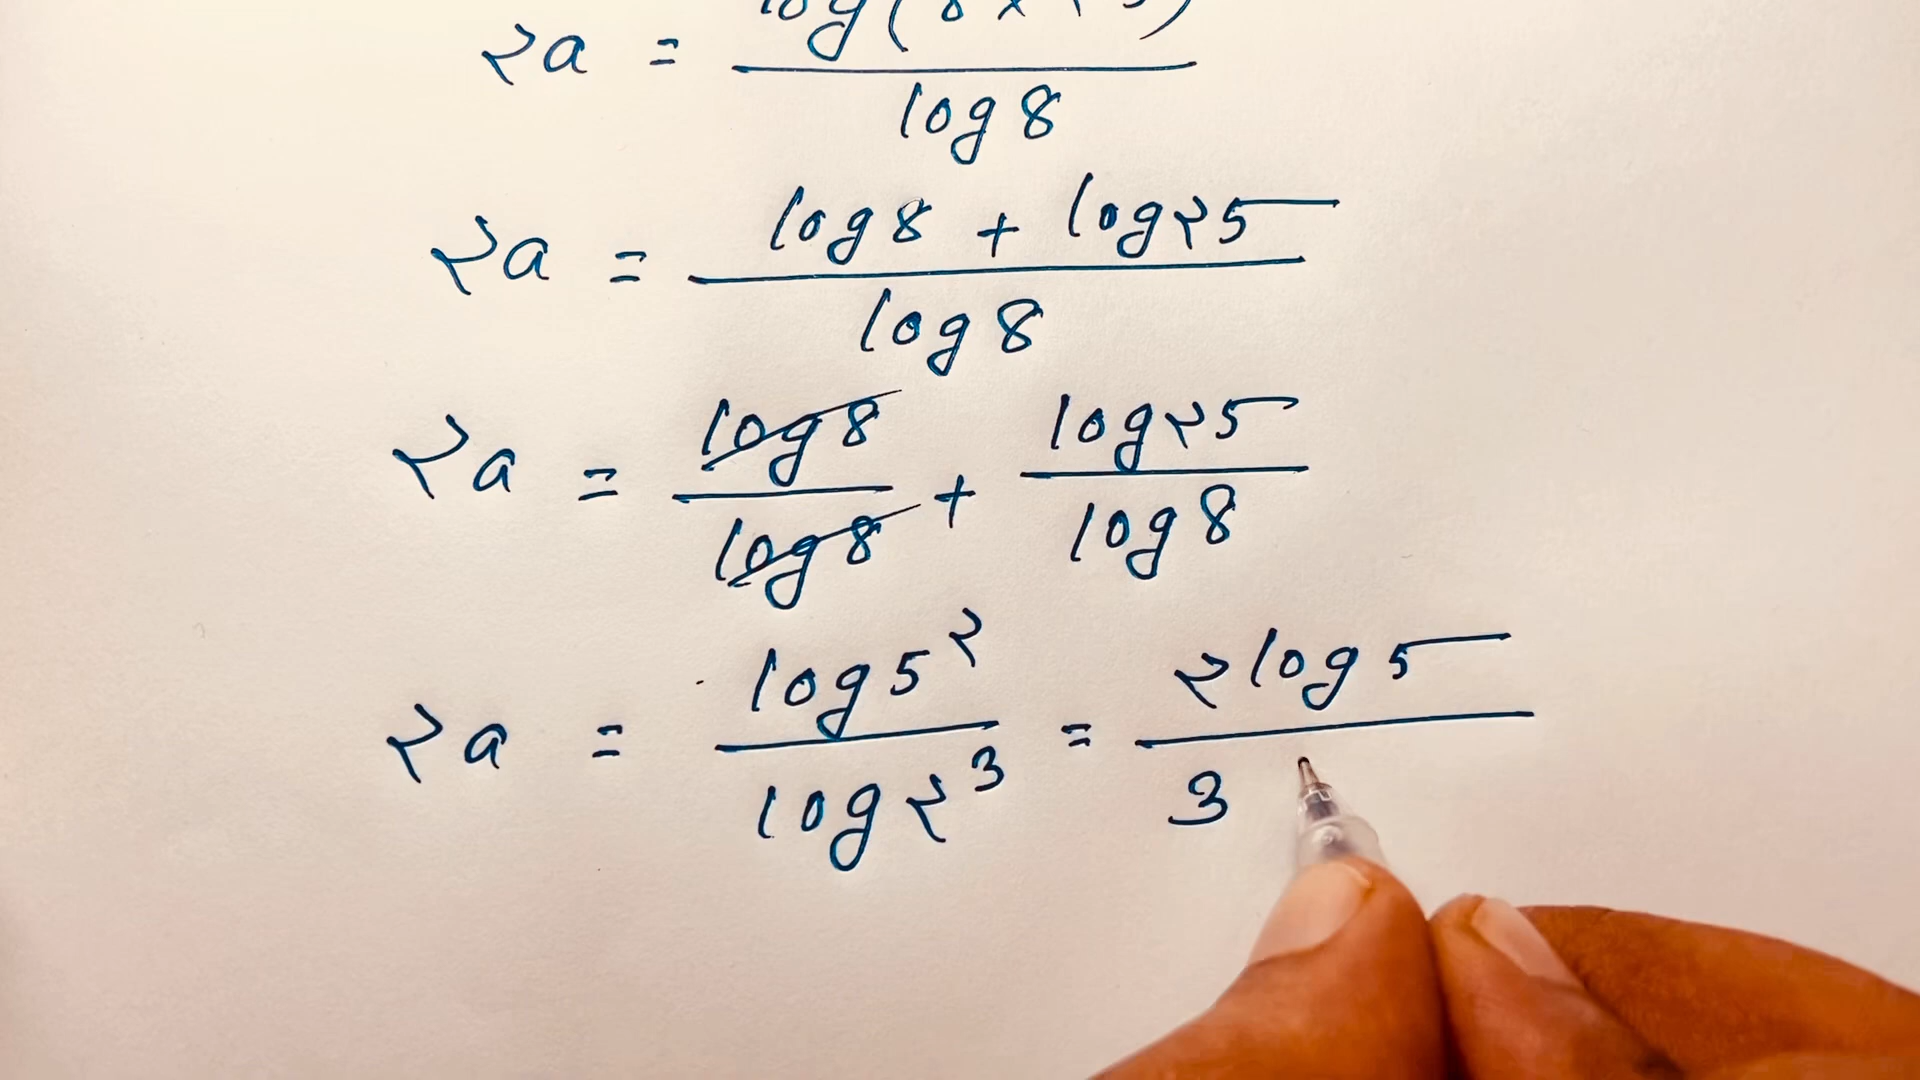 2a = log(8×25) / log 8
2a = (log 8 + log 25) / log 8
2a = log 8 / log 8 + log 25 / log 8
2a = log 5² / log 2³ = 2 log 5 / 3